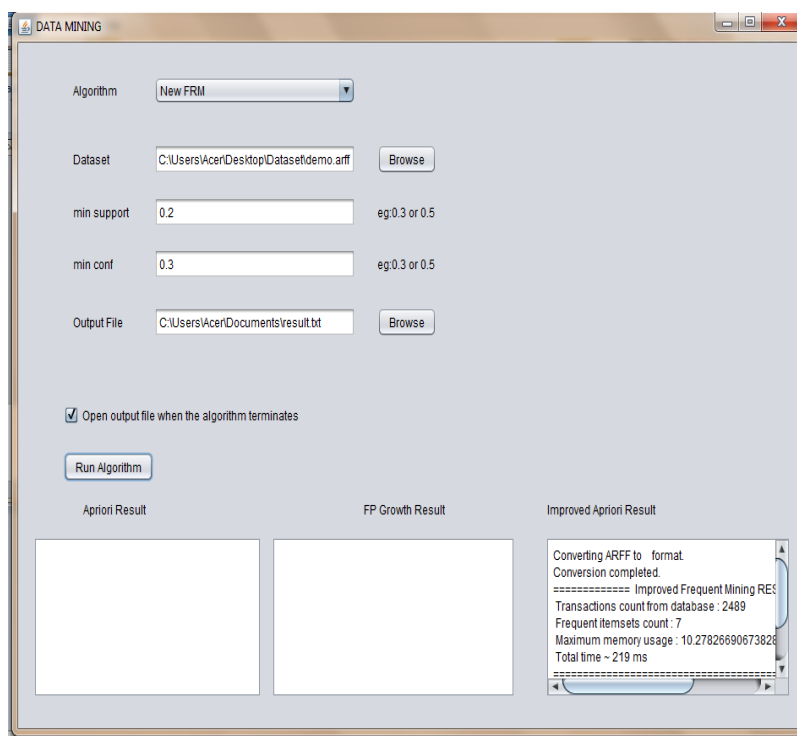 DATA MINING
Algorithm New FRM
Dataset C:\Users\Acer\Desktop\Dataset\demo.arff Browse
min support 0.2 eg:0.3 or 0.5
min conf 0.3 eg:0.3 or 0.5
Output File C:\Users\Acer\Documents\result.txt Browse
Open output file when the algorithm terminates
Run Algorithm
Apriori Result FP Growth Result Improved Apriori Result
Converting ARFF to format.
Conversion completed.
============= Improved Frequent Mining RES
Transactions count from database : 2489
Frequent itemsets count : 7
Maximum memory usage : 10.27826690673828
Total time ~ 219 ms